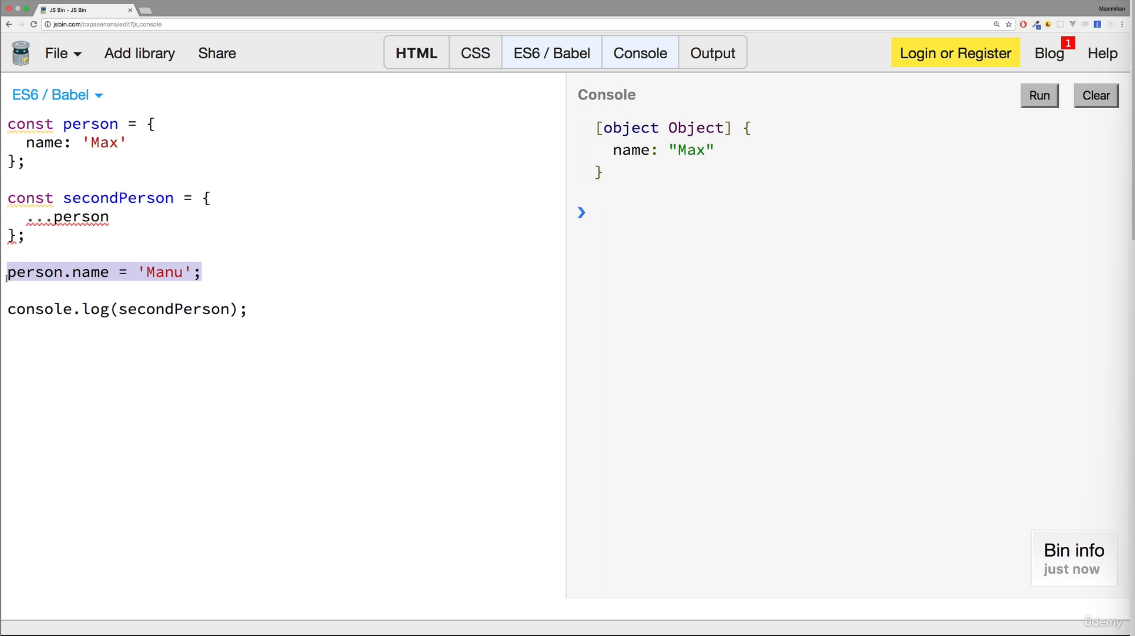 JS Bin - JS Bin
Maximilian
jsbin.com/capasenona/edit?js,console
File
Add library
Share
HTML
CSS
ES6 / Babel
Console
Output
Login or Register
Blog
1
Help
ES6 / Babel
const person = {
name: 'Max'
};
const secondPerson = {
...person
};
person.name = 'Manu';
console.log(secondPerson);
Console
Run
Clear
[object Object] {
name: "Max"
}
Bin info
just now
ûdemy